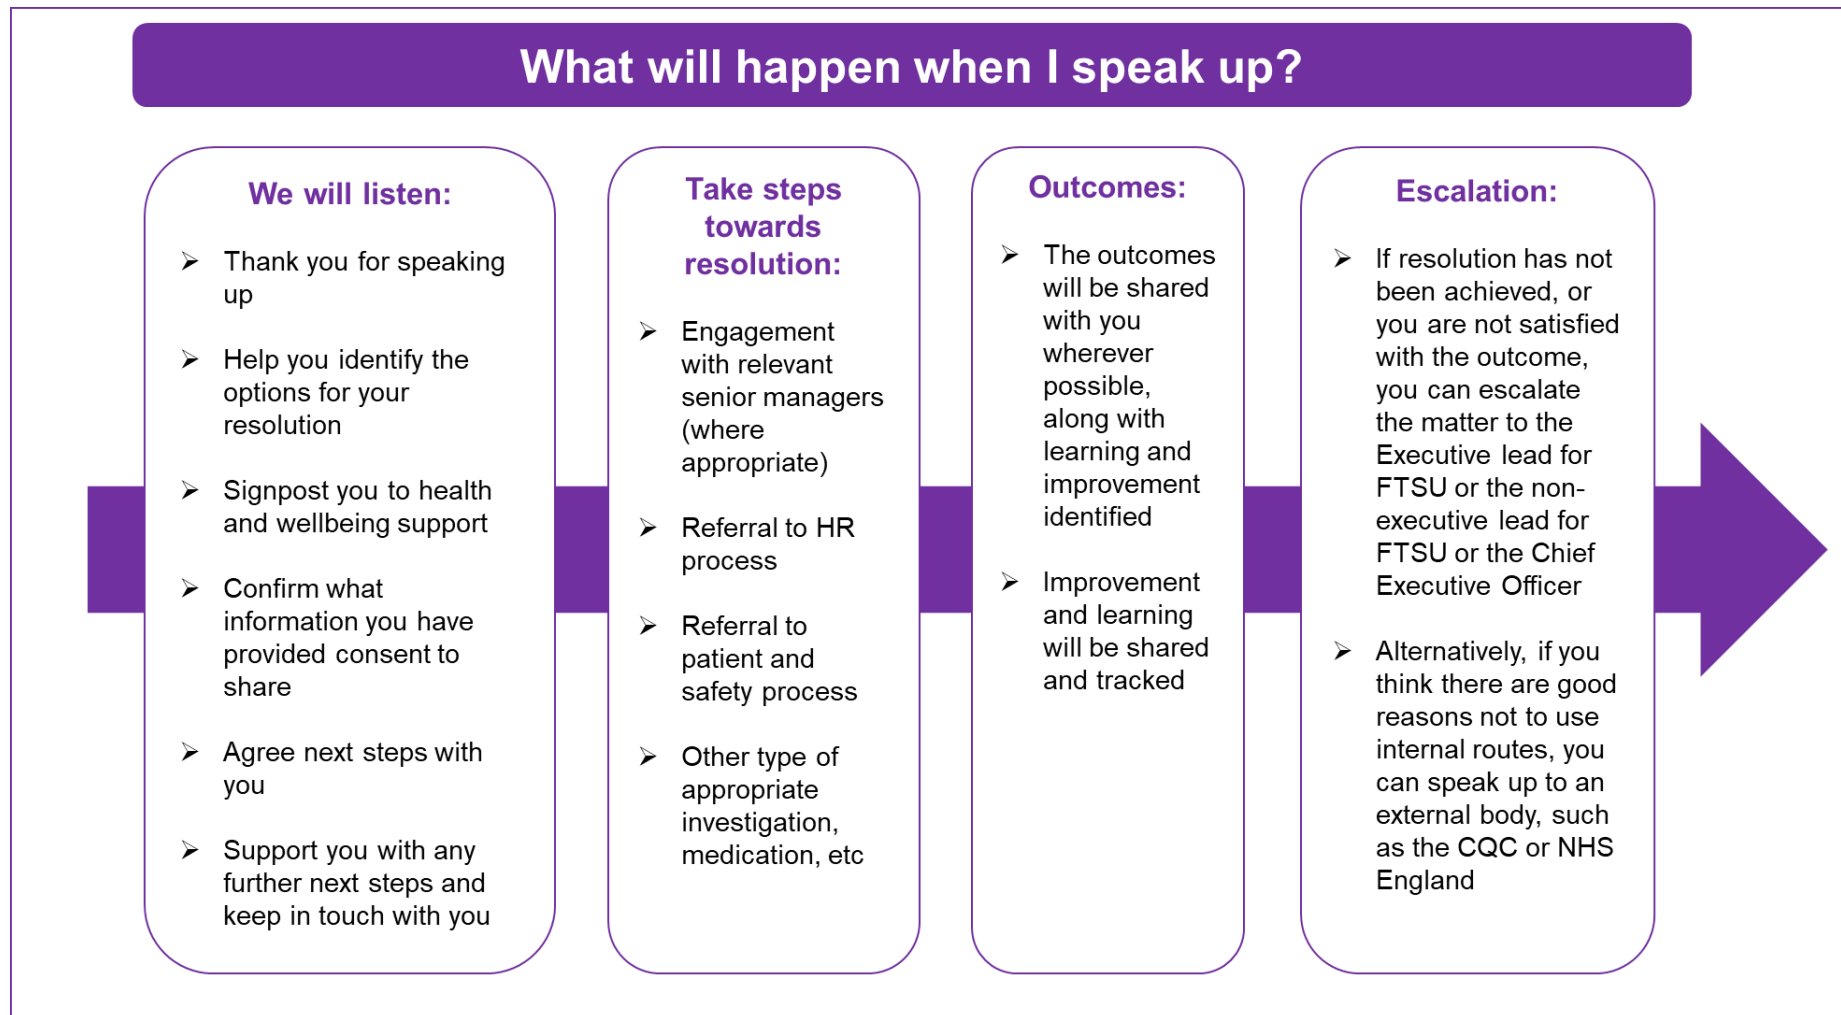 What will happen when I speak up?
We will listen:
Thank you for speaking
up
Help you identify the
options for your
resolution
Signpost you to health
and wellbeing support
Confirm what
information you have
provided consent to
share
Agree next steps with
you
Support you with any
further next steps and
keep in touch with you
Take steps
towards
resolution:
Engagement
with relevant
senior managers
(where
appropriate)
Referral to HR
process
Referral to
patient and
safety process
Other type of
appropriate
investigation,
medication, etc
Outcomes:
The outcomes
will be shared
with you
wherever
possible,
along with
learning and
improvement
identified
Improvement
and learning
will be shared
and tracked
Escalation:
If resolution has not
been achieved, or
you are not satisfied
with the outcome,
you can escalate
the matter to the
Executive lead for
FTSU or the non-
executive lead for
FTSU or the Chief
Executive Officer
Alternatively, if you
think there are good
reasons not to use
internal routes, you
can speak up to an
external body, such
as the CQC or NHS
England